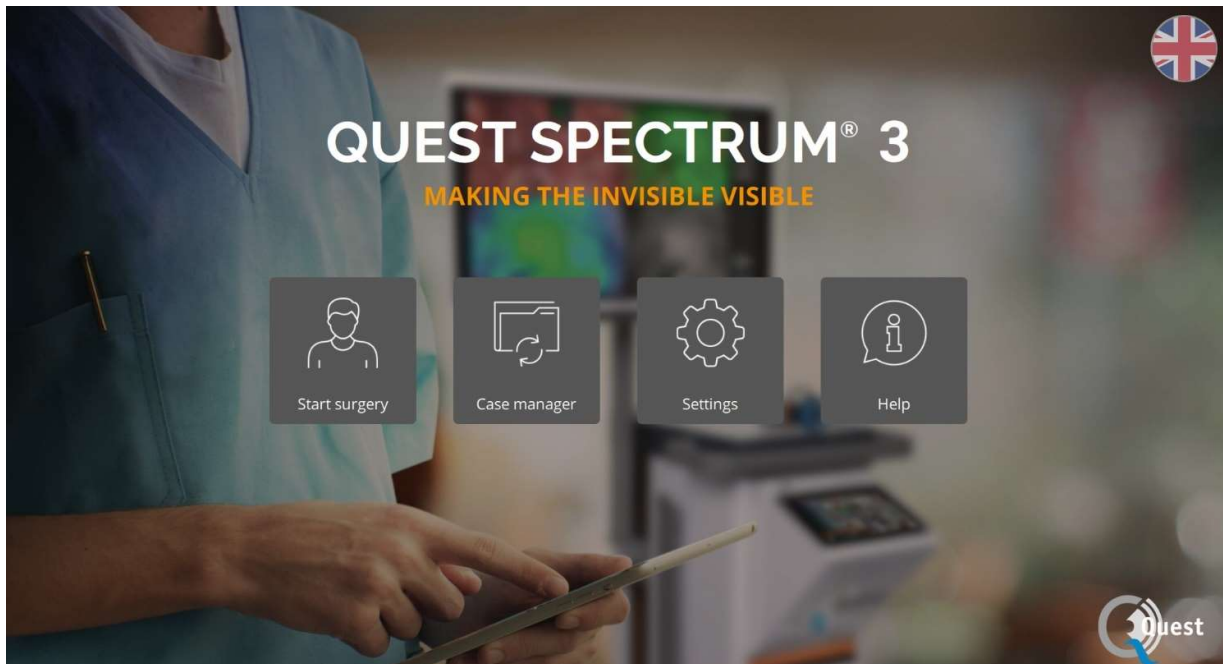 QUEST SPECTRUM® 3
MAKING THE INVISIBLE VISIBLE
Start surgery
Case manager
Settings
Help
Quest